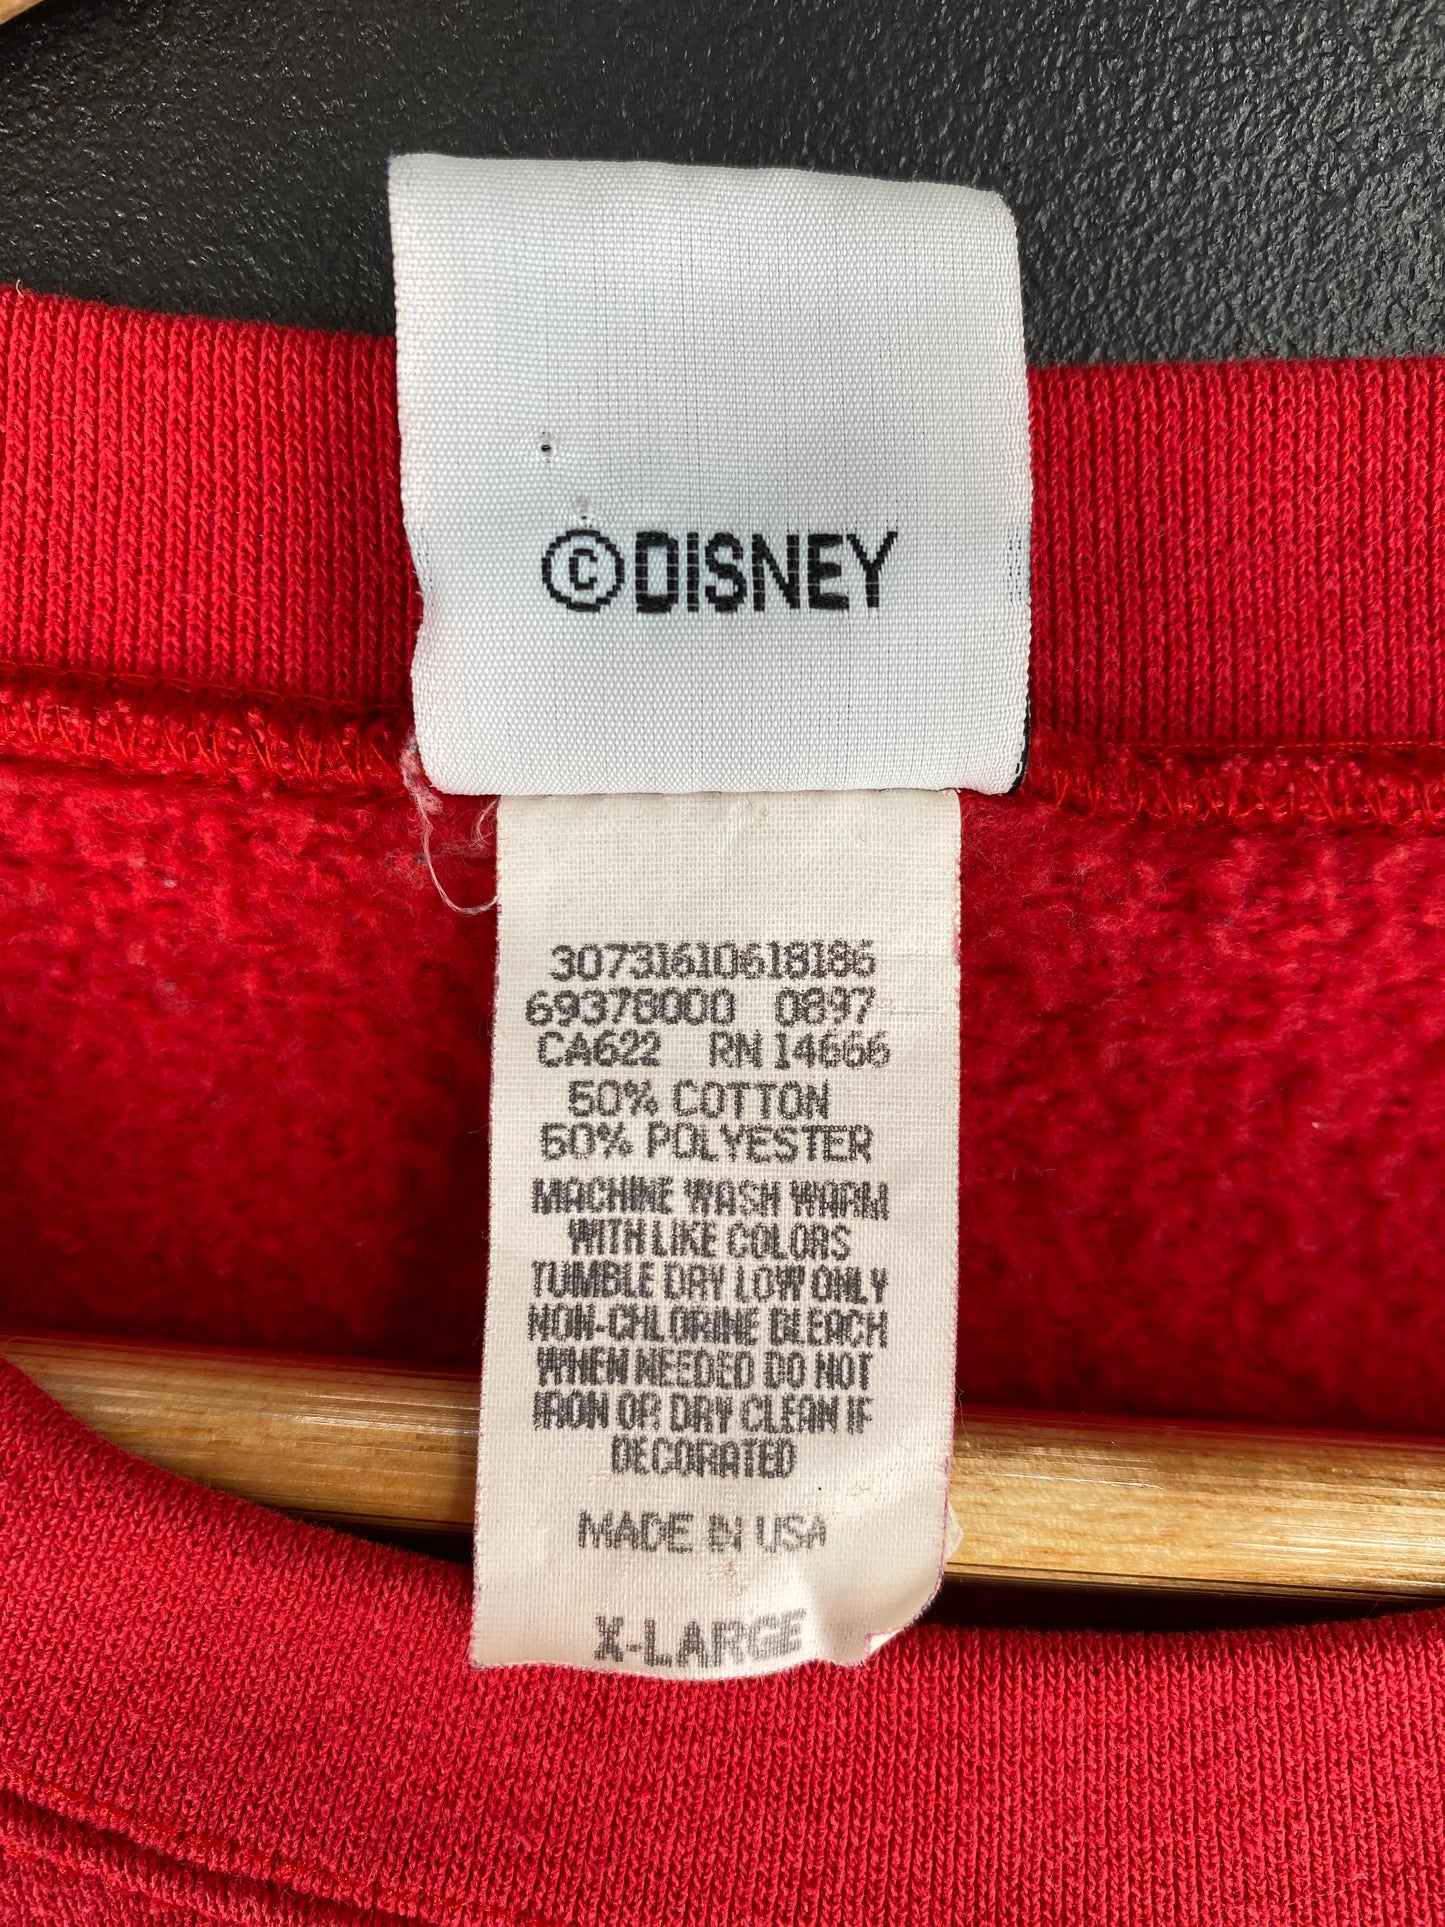 ©DISNEY
30731610618186
69378000 0897
CA622 RN 14666
50% COTTON
50% POLYESTER
MACHINE WASH WARM
WITH LIKE COLORS
TUMBLE DRY LOW ONLY
NON-CHLORINE BLEACH
WHEN NEEDED DO NOT
IRON OR DRY CLEAN IF
DECORATED
MADE IN USA
X-LARGE